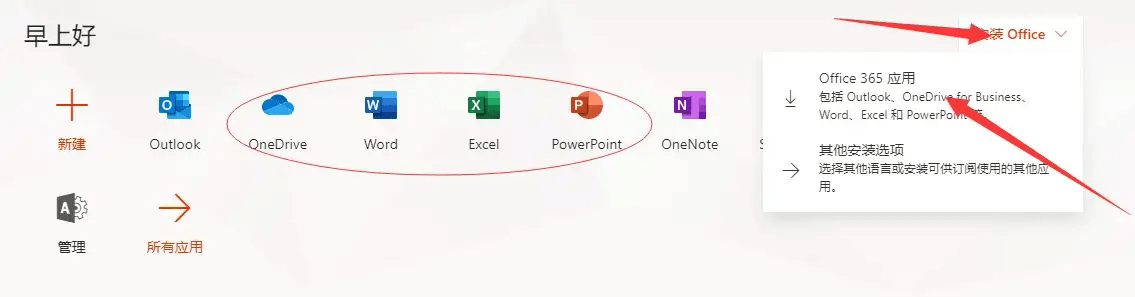 早上好
安装 Office
Office 365 应用
包括 Outlook、OneDrive for Business、
Word、Excel 和 PowerPoint 等。
其他安装选项
选择其他语言或安装可供订阅使用的其他应
用。
新建
Outlook
OneDrive
Word
Excel
PowerPoint
OneNote
S
管理
所有应用